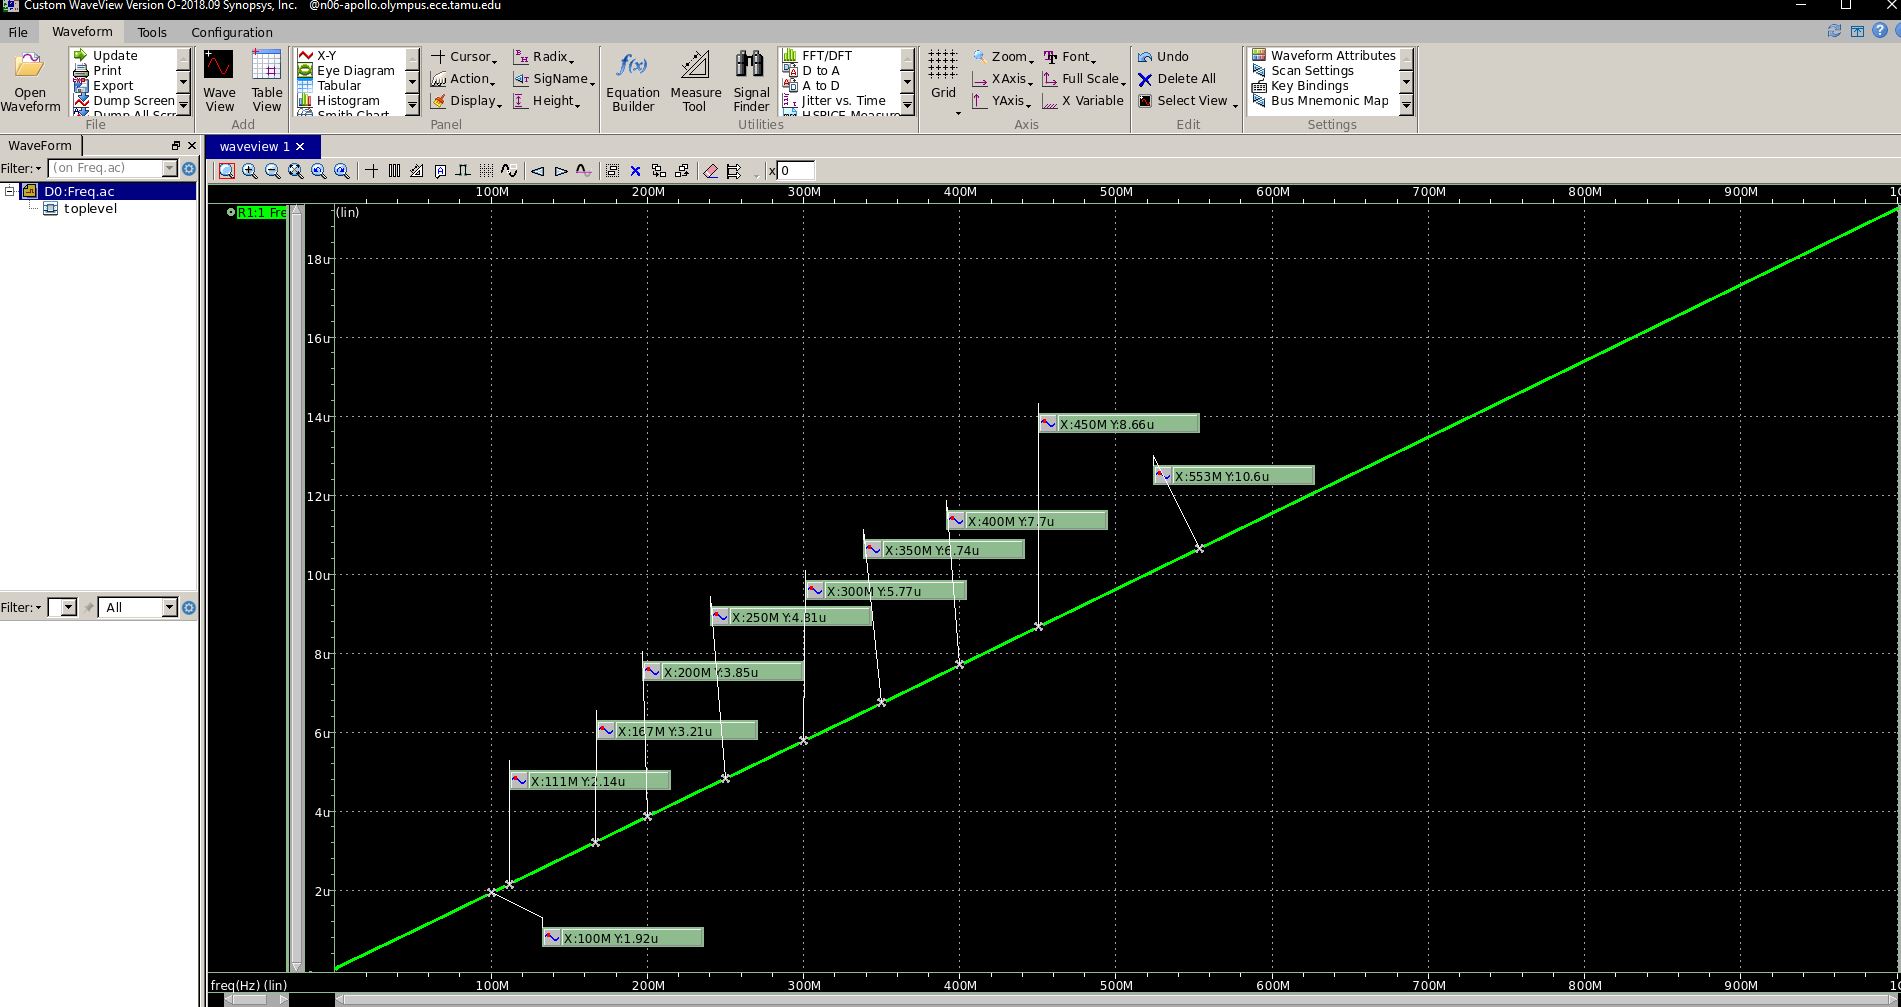 Custom WaveView Version O-2018.09 Synopsys, Inc. @n06-apollo.olympus.ece.tamu.edu
File Waveform Tools Configuration
Open Waveform
Update
Print
Export
Dump Screen
Dump All Scr
File
Wave View
Table View
Add
X-Y
Eye Diagram
Tabular
Histogram
Smith Chart
Cursor
Action
Display
Radix
SigName
Height
Panel
Equation Builder
Measure Tool
Signal Finder
FFT/DFT
D to A
A to D
Jitter vs. Time
HSPICE Measure
Utilities
Grid
Zoom
XAxis
YAxis
Font
Full Scale
X Variable
Axis
Undo
Delete All
Select View
Edit
Waveform Attributes
Scan Settings
Key Bindings
Bus Mnemonic Map
Settings
WaveForm
Filter: (on Freq.ac)
D0:Freq.ac
toplevel
Filter: All
waveview 1
x 0
100M 200M 300M 400M 500M 600M 700M 800M 900M
R1:1 Fre
(lin)
18u
16u
14u
X:450M Y:8.66u
X:553M Y:10.6u
12u
X:400M Y:7.7u
X:350M Y:6.74u
10u
X:300M Y:5.77u
X:250M Y:4.81u
8u
X:200M Y:3.85u
6u
X:167M Y:3.21u
X:111M Y:2.14u
4u
2u
X:100M Y:1.92u
freq(Hz) (lin)
100M 200M 300M 400M 500M 600M 700M 800M 900M